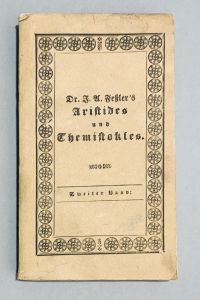 Dr. J. A. Feßler's
Aristides
und
Themistokles.
Zweiter Band.